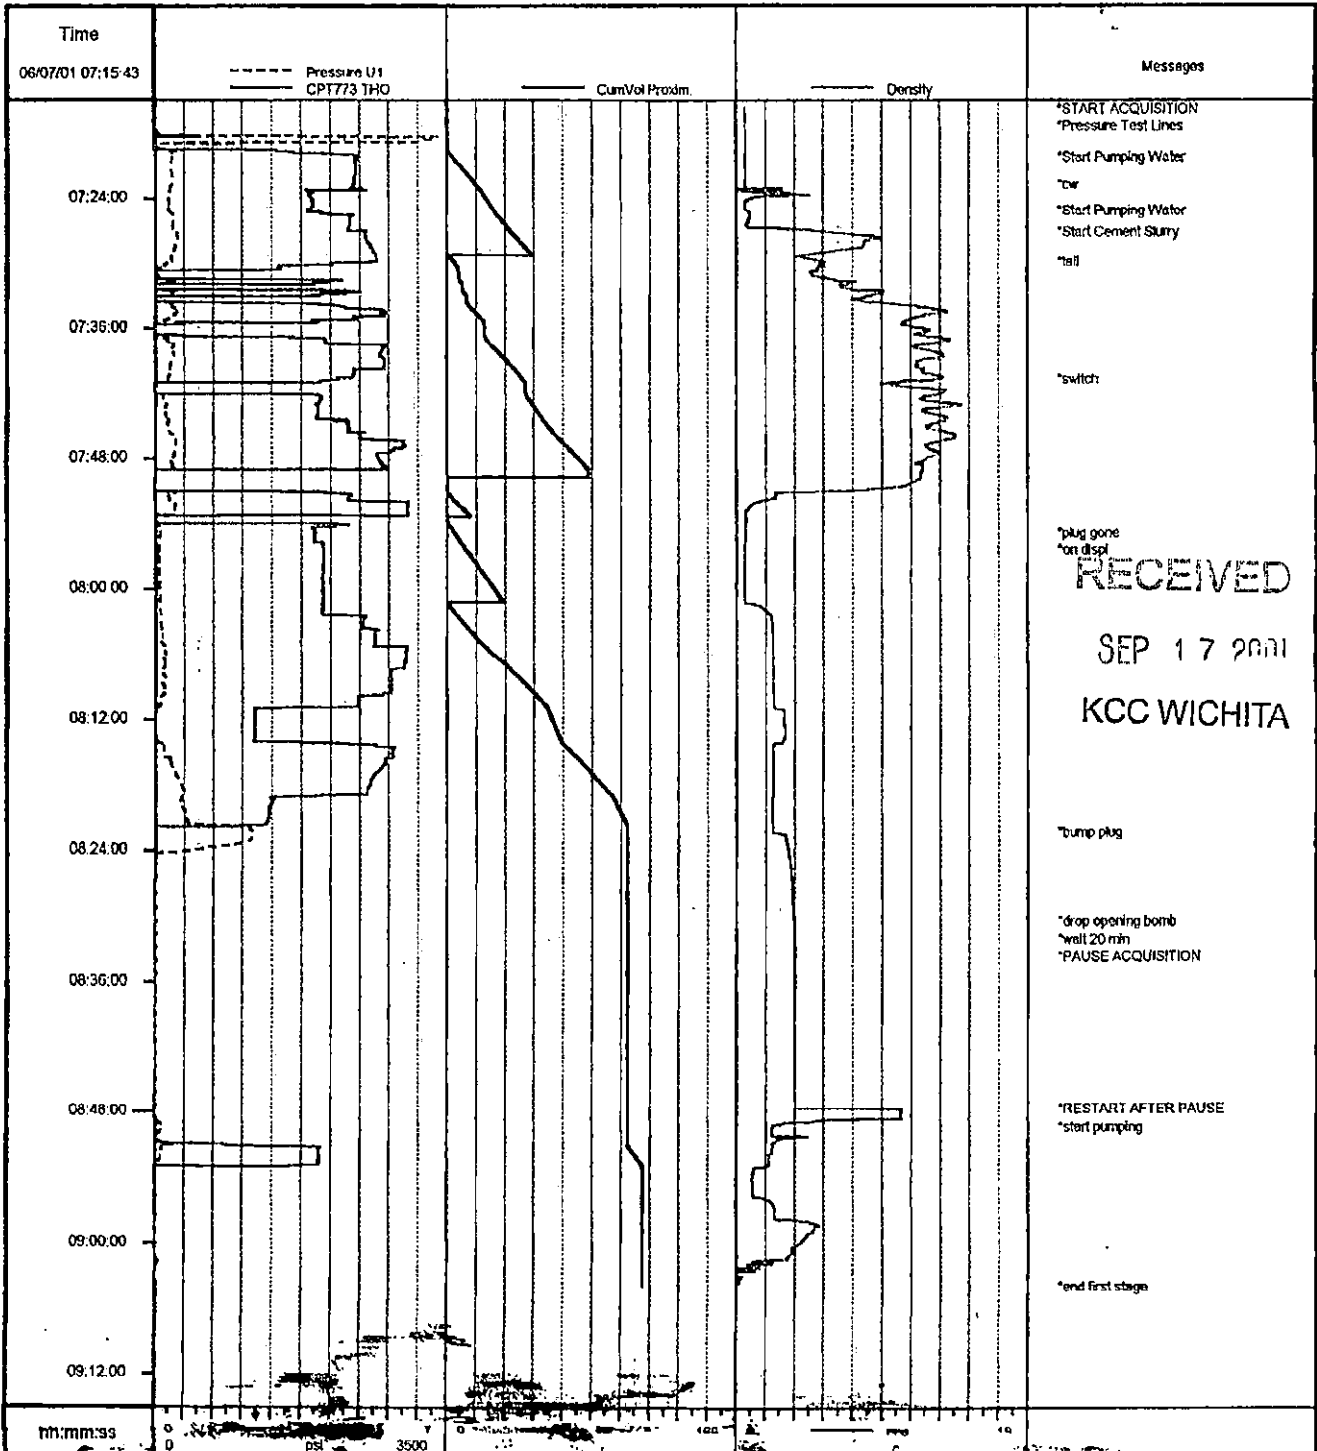 Time
06/07/01 07:15:43
Pressure U1
CPT773 THO
CumVol Proxim.
Density
Messages
*START ACQUISITION
*Pressure Test Lines
*Start Pumping Water
*cw
07:24:00
*Start Pumping Water
*Start Cement Slurry
*tail
07:36:00
*switch
07:48:00
*plug gone
*on displ
RECEIVED
08:00:00
SEP 17 2001
KCC WICHITA
08:12:00
*bump plug
08:24:00
*drop opening bomb
*wait 20 min
*PAUSE ACQUISITION
08:36:00
08:48:00
*RESTART AFTER PAUSE
*start pumping
09:00:00
*end first stage
09:12:00
hh:mm:ss
0
psi
3500